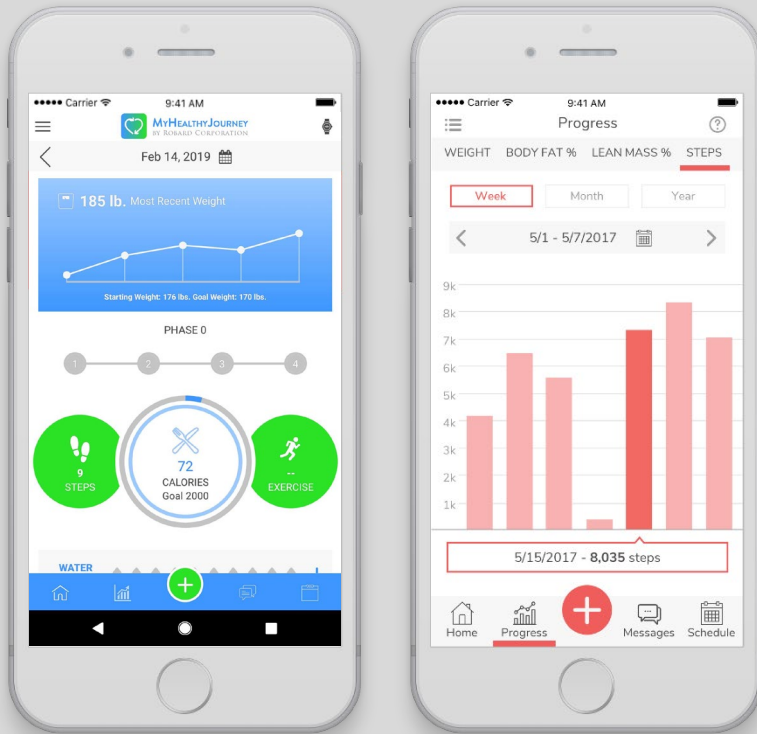 Carrier
9:41 AM
MyHealthyJourney
by Robard Corporation
Feb 14, 2019
185 lb. Most Recent Weight
Starting Weight: 176 lbs. Goal Weight: 170 lbs.
PHASE 0
1 2 3 4
9
STEPS
72
CALORIES
Goal 2000
--
EXERCISE
WATER
Carrier
9:41 AM
Progress
WEIGHT BODY FAT % LEAN MASS % STEPS
Week Month Year
5/1 - 5/7/2017
9k
8k
7k
6k
5k
4k
3k
2k
1k
5/15/2017 - 8,035 steps
Home Progress Messages Schedule